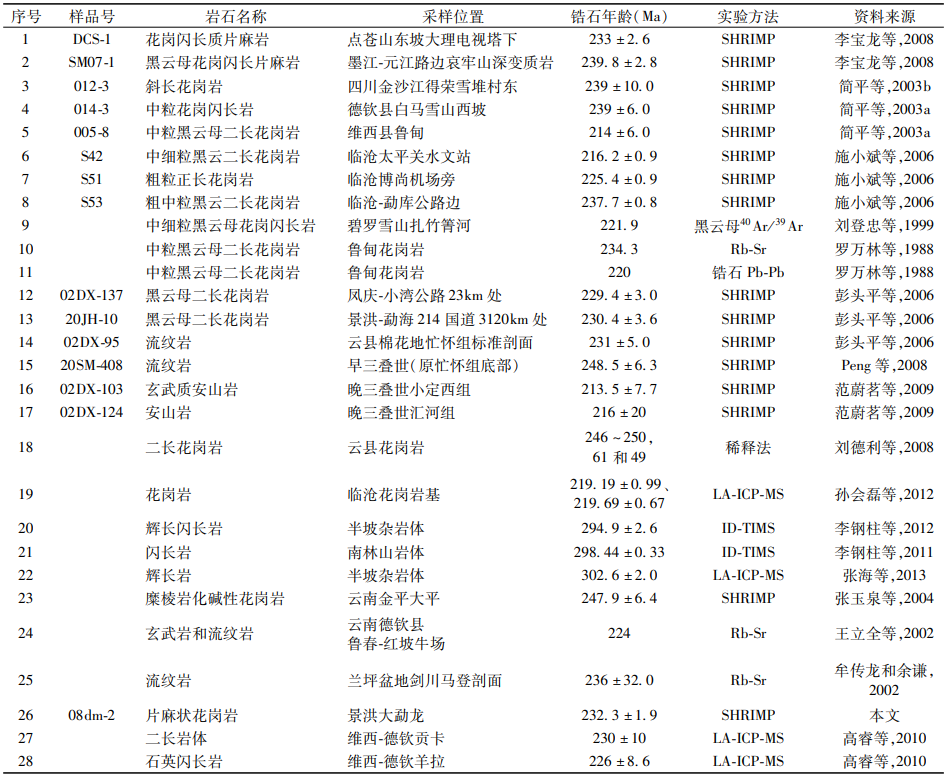 序号 样品号 岩石名称 采样位置 锆石年龄(Ma) 实验方法 资料来源
1 DCS-1 花岗闪长质片麻岩 点苍山东坡大理电视塔下 233 ±2.6 SHRIMP 李宝龙等,2008
2 SM07-1 黑云母花岗闪长片麻岩 墨江-元江路边哀牢山深变质岩 239.8 ±2.8 SHRIMP 李宝龙等,2008
3 012-3 斜长花岗岩 四川金沙江得荣雪堆村东 239 ±10.0 SHRIMP 简平等,2003b
4 014-3 中粒花岗闪长岩 德钦县白马雪山西坡 239 ±6.0 SHRIMP 简平等,2003a
5 005-8 中粒黑云母二长花岗岩 维西县鲁甸 214 ±6.0 SHRIMP 简平等,2003a
6 S42 中细粒黑云二长花岗岩 临沧太平关水文站 216.2 ±0.9 SHRIMP 施小斌等,2006
7 S51 粗粒正长花岗岩 临沧博尚机场旁 225.4 ±0.9 SHRIMP 施小斌等,2006
8 S53 粗中粒黑云二长花岗岩 临沧-勐库公路边 237.7 ±0.8 SHRIMP 施小斌等,2006
9 中细粒黑云母花岗闪长岩 碧罗雪山扎竹箐河 221.9 黑云母⁴⁰Ar/³⁹Ar 刘登忠等,1999
10 中粒黑云母二长花岗岩 鲁甸花岗岩 234.3 Rb-Sr 罗万林等,1988
11 中粒黑云母二长花岗岩 鲁甸花岗岩 220 锆石 Pb-Pb 罗万林等,1988
12 02DX-137 黑云母二长花岗岩 凤庆-小湾公路 23km 处 229.4 ±3.0 SHRIMP 彭头平等,2006
13 20JH-10 黑云母二长花岗岩 景洪-勐海 214 国道 3120km 处 230.4 ±3.6 SHRIMP 彭头平等,2006
14 02DX-95 流纹岩 云县棉花地忙怀组标准剖面 231 ±5.0 SHRIMP 彭头平等,2006
15 20SM-408 流纹岩 早三叠世(原忙怀组底部) 248.5 ±6.3 SHRIMP Peng 等,2008
16 02DX-103 玄武质安山岩 晚三叠世小定西组 213.5 ±7.7 SHRIMP 范蔚茗等,2009
17 02DX-124 安山岩 晚三叠世汇河组 216 ±20 SHRIMP 范蔚茗等,2009
18 二长花岗岩 云县花岗岩 246 ~250, 稀释法 刘德利等,2008
61 和 49
19 花岗岩 临沧花岗岩基 219.19 ±0.99、 LA-ICP-MS 孙会磊等,2012
219.69 ±0.67
20 辉长闪长岩 半坡杂岩体 294.9 ±2.6 ID-TIMS 李钢柱等,2012
21 闪长岩 南林山岩体 298.44 ±0.33 ID-TIMS 李钢柱等,2011
22 辉长岩 半坡杂岩体 302.6 ±2.0 LA-ICP-MS 张海等,2013
23 糜棱岩化碱性花岗岩 云南金平大平 247.9 ±6.4 SHRIMP 张玉泉等,2004
24 玄武岩和流纹岩 云南德钦县 224 Rb-Sr 王立全等,2002
鲁春-红坡牛场
25 流纹岩 兰坪盆地剑川马登剖面 236 ±32.0 Rb-Sr 牟传龙和余谦,
2002
26 08dm-2 片麻状花岗岩 景洪大勐龙 232.3 ±1.9 SHRIMP 本文
27 二长岩体 维西-德钦贡卡 230 ±10 LA-ICP-MS 高睿等,2010
28 石英闪长岩 维西-德钦羊拉 226 ±8.6 LA-ICP-MS 高睿等,2010